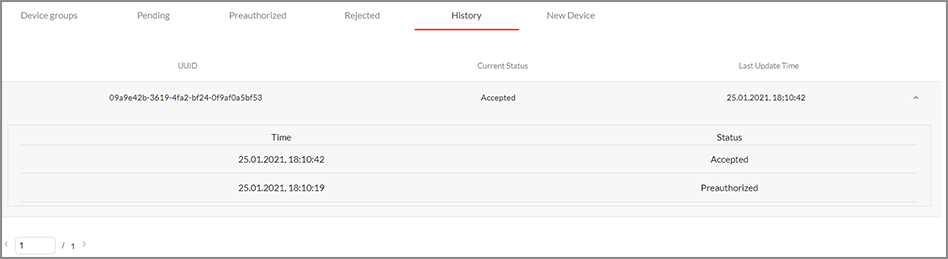 Device groups Pending Preauthorized Rejected History New Device
UUID Current Status Last Update Time
09a9e42b-3619-4fa2-bf24-0f9af0a5bf53 Accepted 25.01.2021, 18:10:42
Time Status
25.01.2021, 18:10:42 Accepted
25.01.2021, 18:10:19 Preauthorized
1 / 1